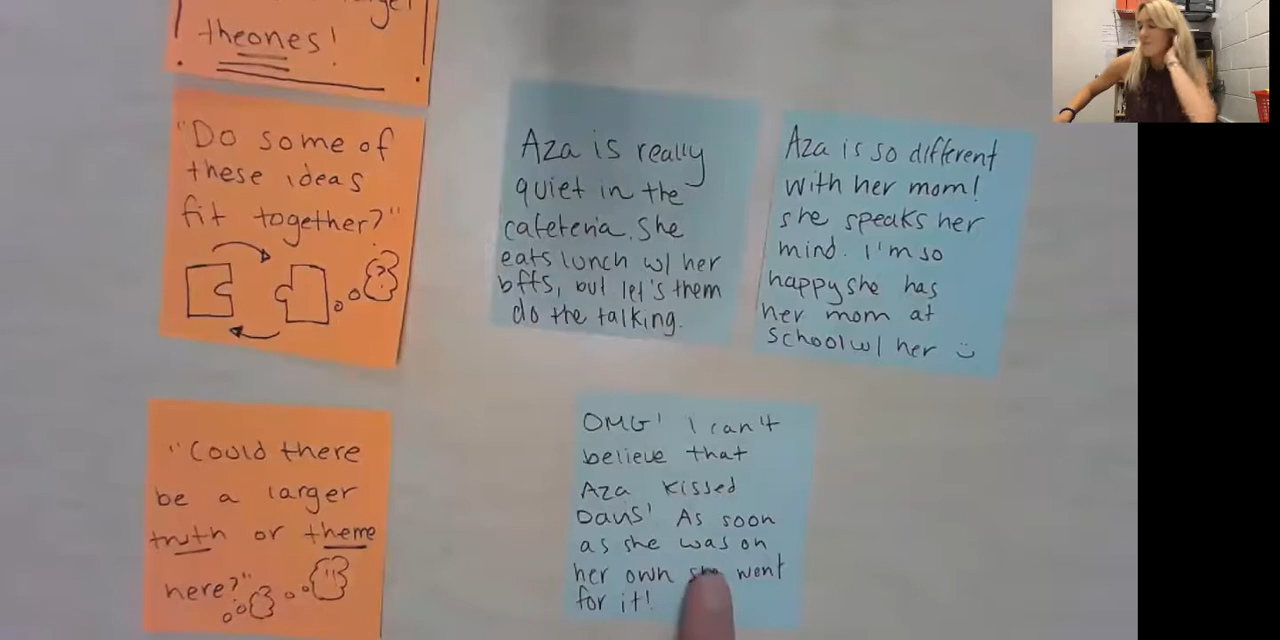 theories!
"Do some of
these ideas
fit together?"
?
"Could there
be a larger
truth or theme
here?"
!!
Aza is really
quiet in the
cafeteria. She
eats lunch w/ her
bffs, but let's them
do the talking.
Aza is so different
with her mom!
she speaks her
mind. I'm so
happy she has
her mom at
school w/ her
OMG! I can't
believe that
Aza kissed
Davis! As soon
as she was on
her own she went
for it!